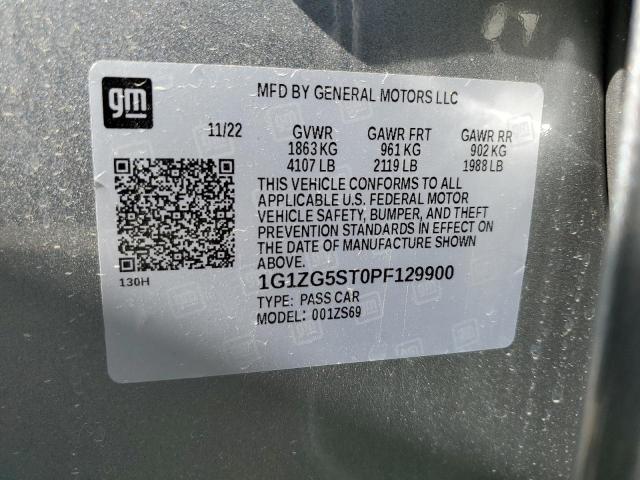 gm
MFD BY GENERAL MOTORS LLC
11/22 GVWR GAWR FRT GAWR RR
1863 KG 961 KG 902 KG
4107 LB 2119 LB 1988 LB
THIS VEHICLE CONFORMS TO ALL
APPLICABLE U.S. FEDERAL MOTOR
VEHICLE SAFETY, BUMPER, AND THEFT
PREVENTION STANDARDS IN EFFECT ON
THE DATE OF MANUFACTURE SHOWN
ABOVE.
130H
1G1ZG5ST0PF129900
TYPE: PASS CAR
MODEL: 001ZS69